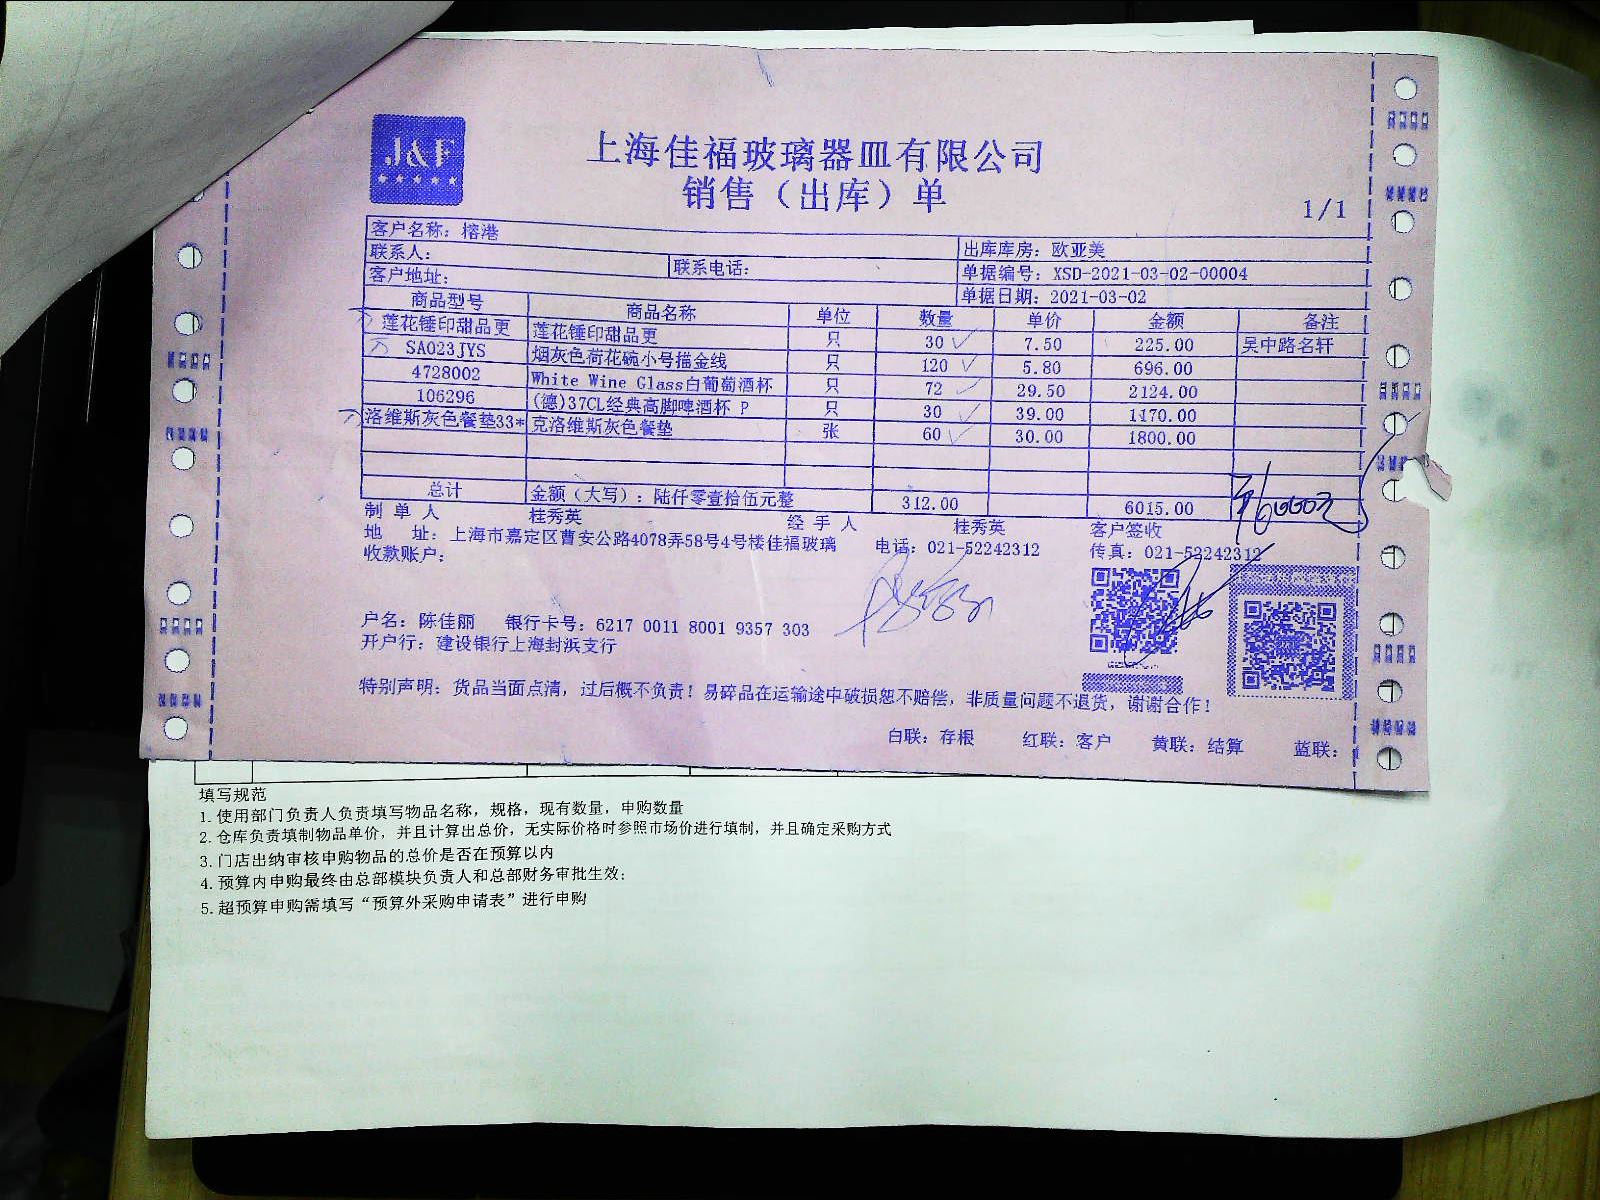 上海佳福玻璃器皿有限公司
销售（出库）单
1/1
客户名称：榕港 出库库房：欧亚美
联系人： 联系电话： 单据编号：XSD-2021-03-02-00004
客户地址： 单据日期：2021-03-02
商品型号 商品名称 单位 数量 单价 金额 备注
莲花锤印甜品更 莲花锤印甜品更 只 30 7.50 225.00 吴中路名轩
SA023JYS 烟灰色荷花碗小号描金线 只 120 5.80 696.00
4728002 White Wine Glass白葡萄酒杯 只 72 29.50 2124.00
106296 (德)37CL经典高脚啤酒杯 P 只 30 39.00 1170.00
洛维斯灰色餐垫33* 克洛维斯灰色餐垫 张 60 30.00 1800.00
总计 金额（大写）：陆仟零壹拾伍元整 312.00 6015.00
制单人 桂秀英 经手人 桂秀英 客户签收
地 址：上海市嘉定区曹安公路4078弄58号4号楼佳福玻璃 电话：021-52242312 传真：021-52242312
收款账户：
户名：陈佳丽 银行卡号：6217 0011 8001 9357 303
开户行：建设银行上海封浜支行
特别声明：货品当面点清，过后概不负责！易碎品在运输途中破损恕不赔偿，非质量问题不退货，谢谢合作！
白联：存根 红联：客户 黄联：结算 蓝联：
填写规范
1. 使用部门负责人负责填写物品名称，规格，现有数量，申购数量
2. 仓库负责填制物品单价，并且计算出总价，无实际价格时参照市场价进行填制，并且确定采购方式
3. 门店出纳审核申购物品的总价是否在预算以内
4. 预算内申购最终由总部模块负责人和总部财务审批生效；
5. 超预算申购需填写“预算外采购申请表”进行申购